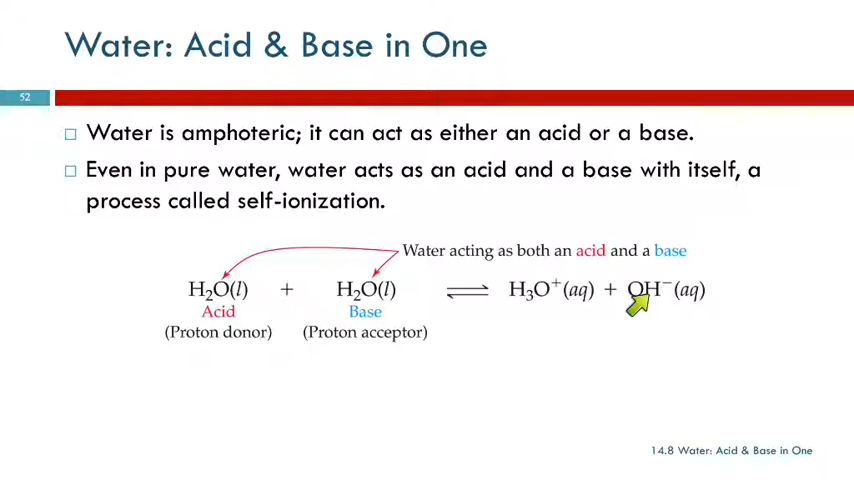 Water: Acid & Base in One
52
Water is amphoteric; it can act as either an acid or a base.
Even in pure water, water acts as an acid and a base with itself, a
process called self-ionization.
Water acting as both an acid and a base
H₂O(l) + H₂O(l) ⇌ H₃O⁺(aq) + OH⁻(aq)
Acid Base
(Proton donor) (Proton acceptor)
14.8 Water: Acid & Base in One